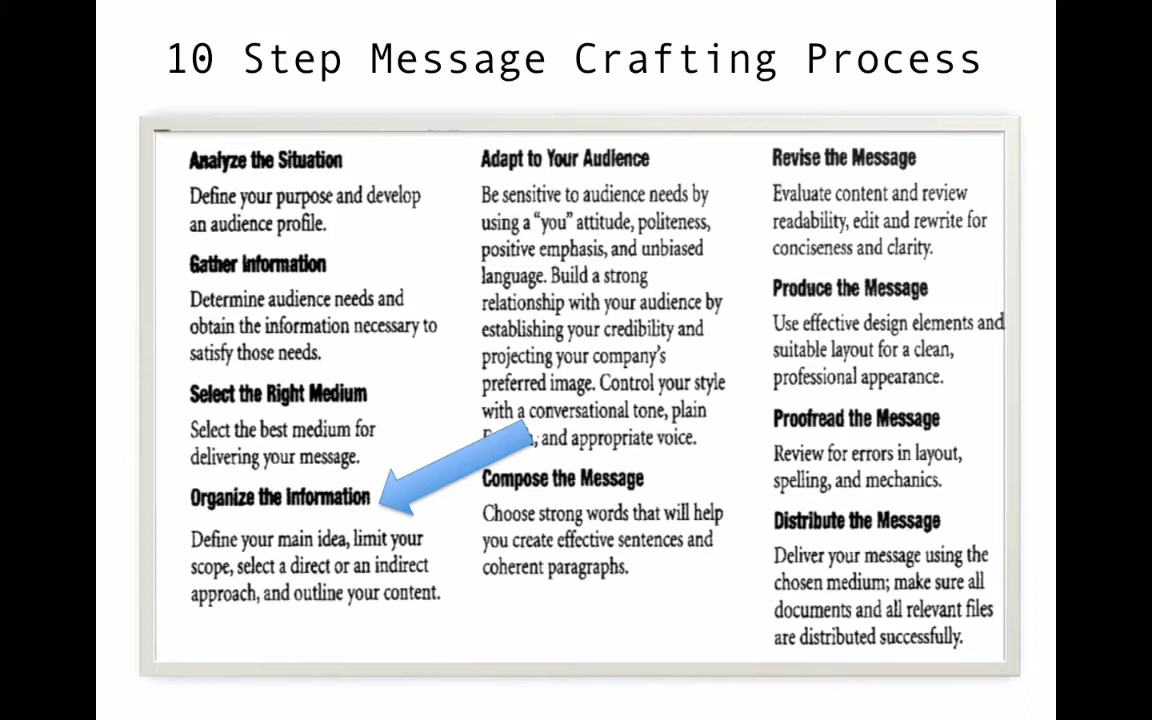 10 Step Message Crafting Process
Analyze the Situation
Define your purpose and develop
an audience profile.
Gather Information
Determine audience needs and
obtain the information necessary to
satisfy those needs.
Select the Right Medium
Select the best medium for
delivering your message.
Organize the Information
Define your main idea, limit your
scope, select a direct or an indirect
approach, and outline your content.
Adapt to Your Audience
Be sensitive to audience needs by
using a “you” attitude, politeness,
positive emphasis, and unbiased
language. Build a strong
relationship with your audience by
establishing your credibility and
projecting your company’s
preferred image. Control your style
with a conversational tone, plain
and appropriate voice.
Compose the Message
Choose strong words that will help
you create effective sentences and
coherent paragraphs.
Revise the Message
Evaluate content and review
readability, edit and rewrite for
conciseness and clarity.
Produce the Message
Use effective design elements and
suitable layout for a clean,
professional appearance.
Proofread the Message
Review for errors in layout,
spelling, and mechanics.
Distribute the Message
Deliver your message using the
chosen medium; make sure all
documents and all relevant files
are distributed successfully.